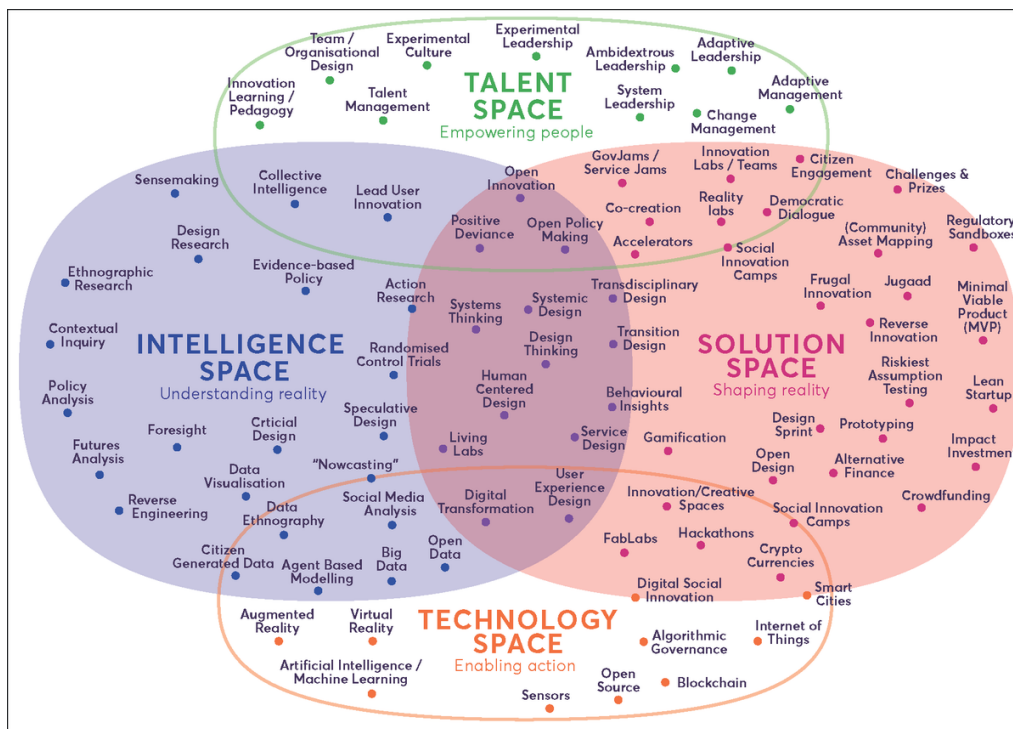 Experimental
Leadership
Team /
Organisational
Design
Experimental
Culture
Ambidextrous
Leadership
Adaptive
Leadership
TALENT
SPACE
Empowering people
Innovation
Learning /
Pedagogy
Talent
Management
System
Leadership
Adaptive
Management
Change
Management
Sensemaking
Collective
Intelligence
Lead User
Innovation
Open
Innovation
GovJams /
Service Jams
Innovation
Labs / Teams
Citizen
Engagement
Challenges &
Prizes
Design
Research
Positive
Deviance
Open Policy
Making
Co-creation
Reality
labs
Democratic
Dialogue
(Community)
Asset Mapping
Regulatory
Sandboxes
Accelerators
Social
Innovation
Camps
Ethnographic
Research
Evidence-based
Policy
Action
Research
Systems
Thinking
Systemic
Design
Transdisciplinary
Design
Frugal
Innovation
Jugaad
Minimal
Viable
Product
(MVP)
Contextual
Inquiry
INTELLIGENCE
SPACE
Understanding reality
Randomised
Control Trials
Design
Thinking
Transition
Design
SOLUTION
SPACE
Shaping reality
Reverse
Innovation
Policy
Analysis
Human
Centered
Design
Behavioural
Insights
Riskiest
Assumption
Testing
Lean
Startup
Foresight
Crticial
Design
Speculative
Design
Living
Labs
Service
Design
Gamification
Design
Sprint
Prototyping
Futures
Analysis
Data
Visualisation
"Nowcasting"
Open
Design
Alternative
Finance
Impact
Investment
Reverse
Engineering
Data
Ethnography
Social Media
Analysis
Digital
Transformation
User
Experience
Design
Innovation/Creative
Spaces
Social Innovation
Camps
Crowdfunding
Citizen
Generated Data
Agent Based
Modelling
Big
Data
Open
Data
FabLabs
Hackathons
Crypto
Currencies
Digital Social
Innovation
Smart
Cities
Augmented
Reality
Virtual
Reality
TECHNOLOGY
SPACE
Enabling action
Algorithmic
Governance
Internet of
Things
Artificial Intelligence /
Machine Learning
Sensors
Open
Source
Blockchain